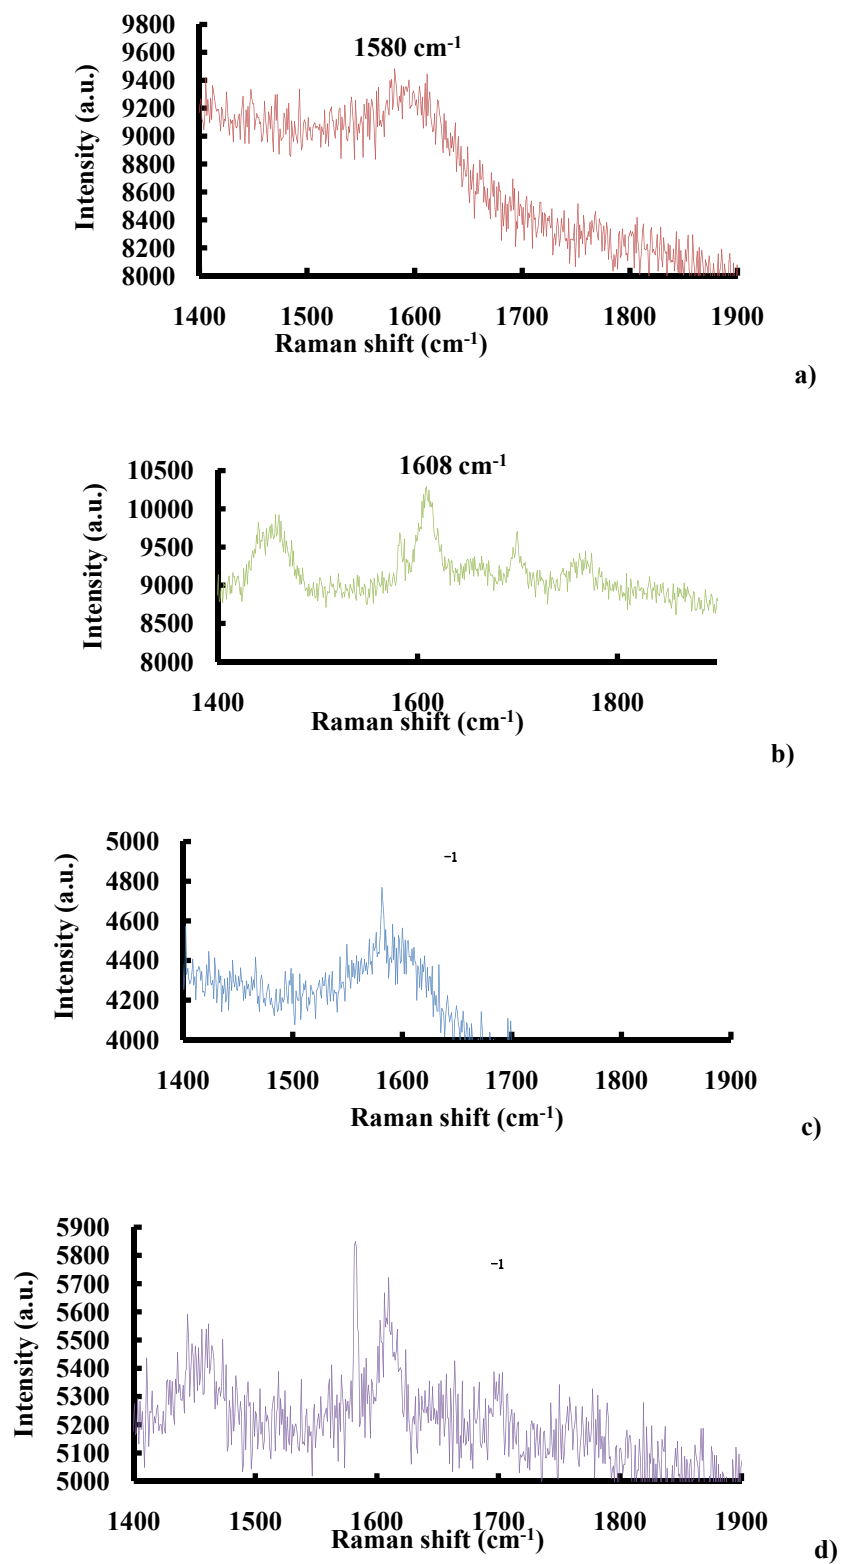 9800
9600
9400
9200
9000
8800
8600
8400
8200
8000
Intensity (a.u.)
1580 cm⁻¹
1400 1500 1600 1700 1800 1900
Raman shift (cm⁻¹)
a)
10500
10000
9500
9000
8500
8000
Intensity (a.u.)
1608 cm⁻¹
1400 1600 1800
Raman shift (cm⁻¹)
b)
5000
4800
4600
4400
4200
4000
Intensity (a.u.)
−1
1400 1500 1600 1700 1800 1900
Raman shift (cm⁻¹)
c)
5900
5800
5700
5600
5500
5400
5300
5200
5100
5000
Intensity (a.u.)
−1
1400 1500 1600 1700 1800 1900
Raman shift (cm⁻¹)
d)